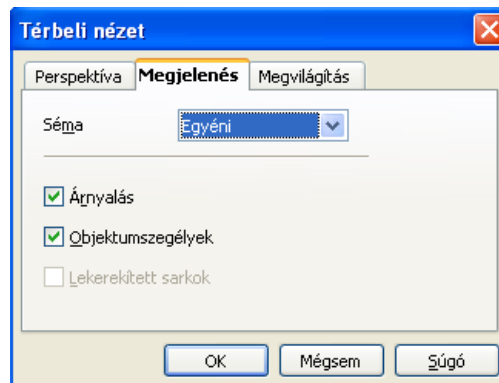 Térbeli nézet
Perspektíva Megjelenés Megvilágítás
Séma Egyéni
Árnyalás
Objektumszegélyek
Lekerekített sarkok
OK Mégsem Súgó